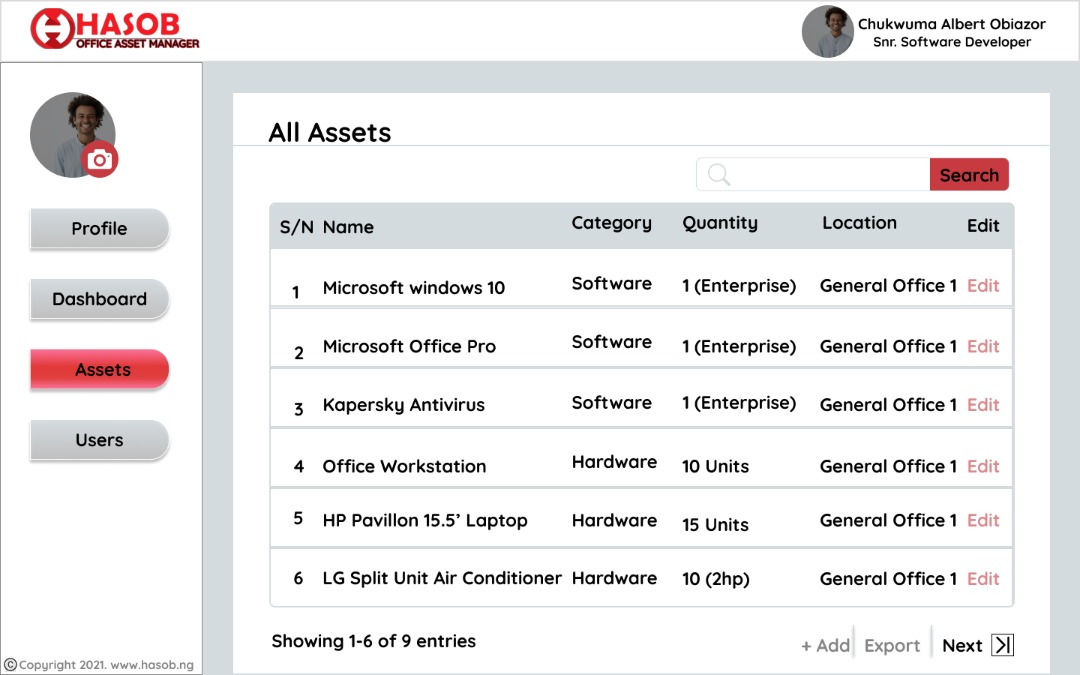 HASOB
OFFICE ASSET MANAGER
Chukwuma Albert Obiazor
Snr. Software Developer
Profile
Dashboard
Assets
Users
All Assets
Search
S/N Name Category Quantity Location Edit
1 Microsoft windows 10 Software 1 (Enterprise) General Office 1 Edit
2 Microsoft Office Pro Software 1 (Enterprise) General Office 1 Edit
3 Kapersky Antivirus Software 1 (Enterprise) General Office 1 Edit
4 Office Workstation Hardware 10 Units General Office 1 Edit
5 HP Pavillon 15.5’ Laptop Hardware 15 Units General Office 1 Edit
6 LG Split Unit Air Conditioner Hardware 10 (2hp) General Office 1 Edit
Showing 1-6 of 9 entries
+ Add Export Next
©Copyright 2021. www.hasob.ng